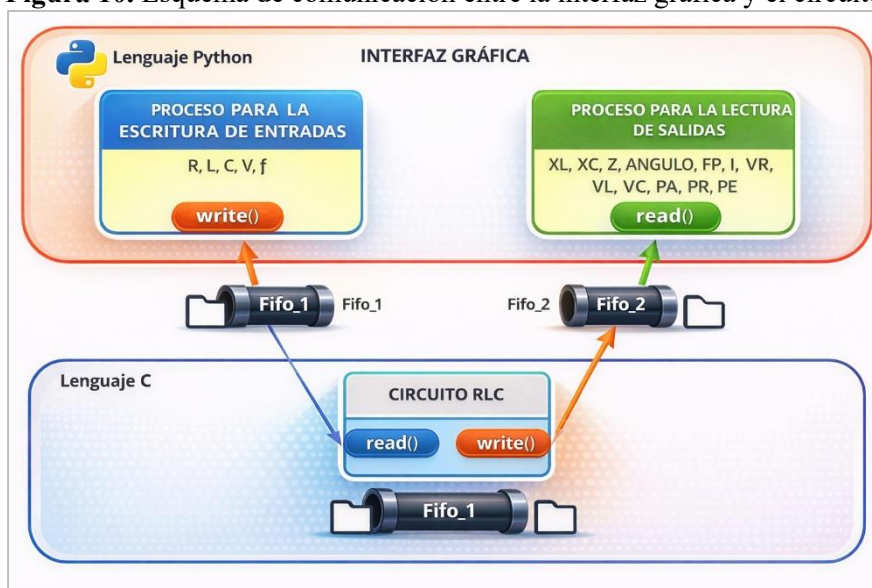 Figura 10. Esquema de comunicación entre la interfaz gráfica y el circuito
Lenguaje Python
INTERFAZ GRÁFICA
PROCESO PARA LA
ESCRITURA DE ENTRADAS
R, L, C, V, f
write()
PROCESO PARA LA LECTURA
DE SALIDAS
XL, XC, Z, ANGULO, FP, I, VR,
VL, VC, PA, PR, PE
read()
Fifo_1
Fifo_1
Fifo_2
Fifo_2
Lenguaje C
CIRCUITO RLC
read()
write()
Fifo_1